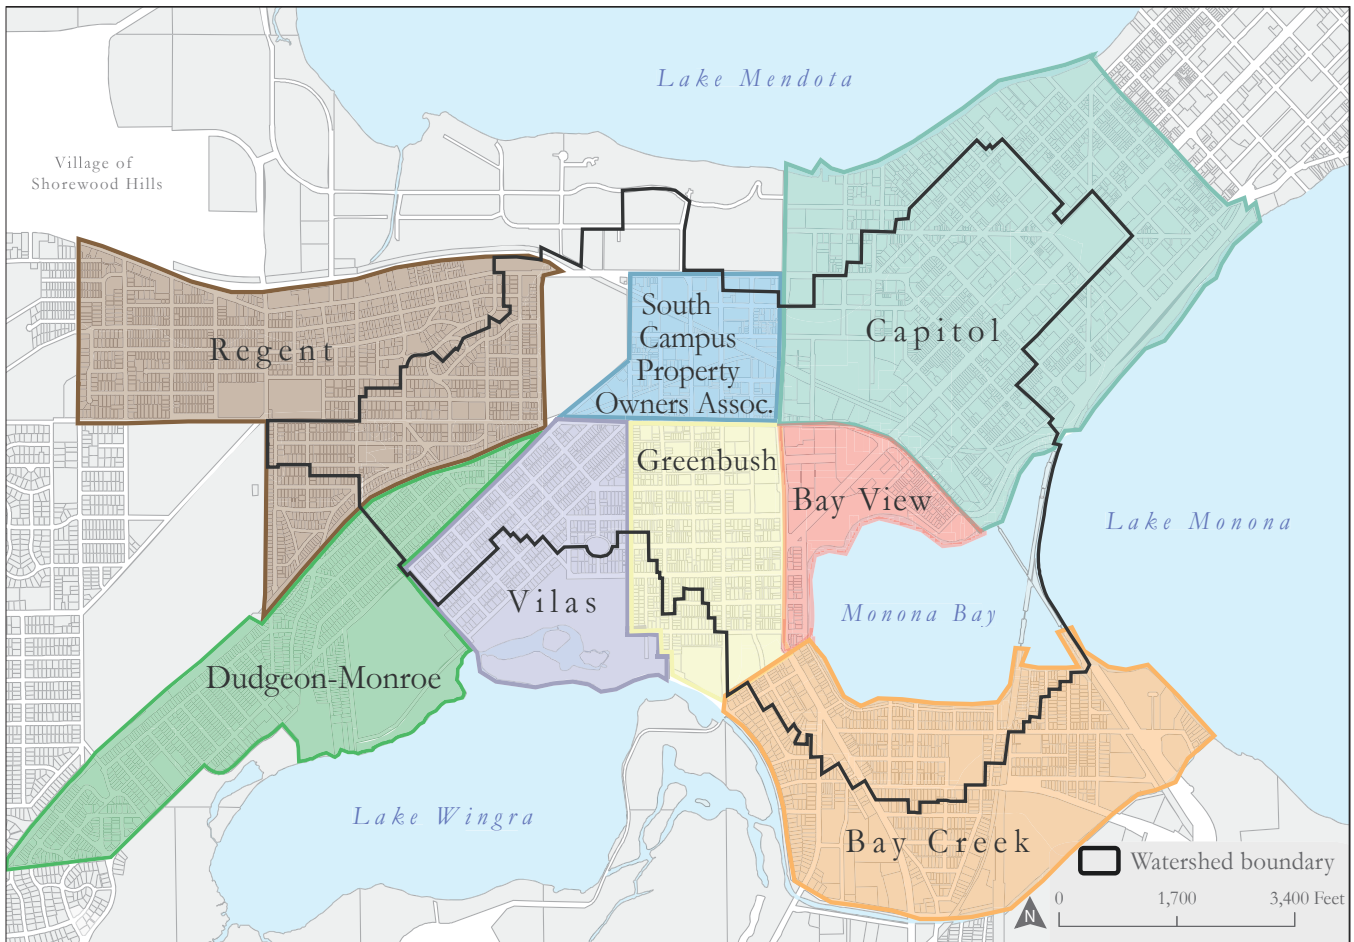 Lake Mendota
Village of
Shorewood Hills
South
Campus
Property
Owners Assoc.
Capitol
Regent
Greenbush
Bay View
Lake Monona
Vilas
Monona Bay
Dudgeon-Monroe
Lake Wingra
Bay Creek
Watershed boundary
0 1,700 3,400 Feet
N